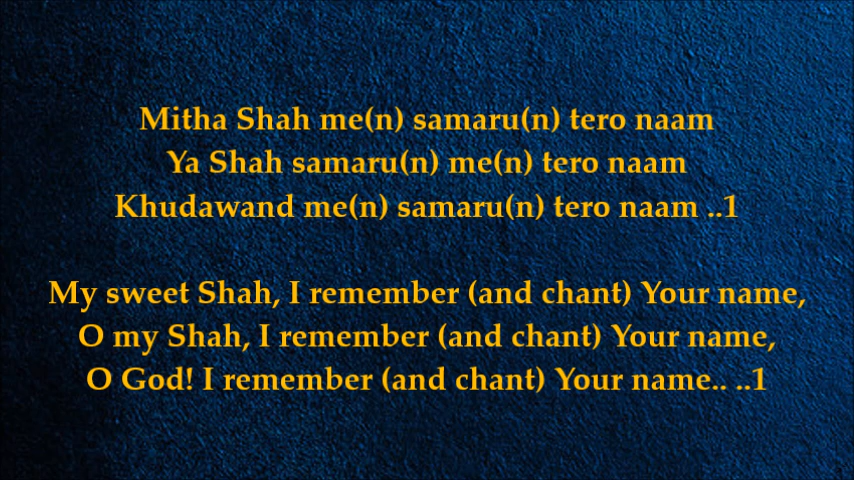 Mitha Shah me(n) samaru(n) tero naam
Ya Shah samaru(n) me(n) tero naam
Khudawand me(n) samaru(n) tero naam ..1
My sweet Shah, I remember (and chant) Your name,
O my Shah, I remember (and chant) Your name,
O God! I remember (and chant) Your name.. ..1